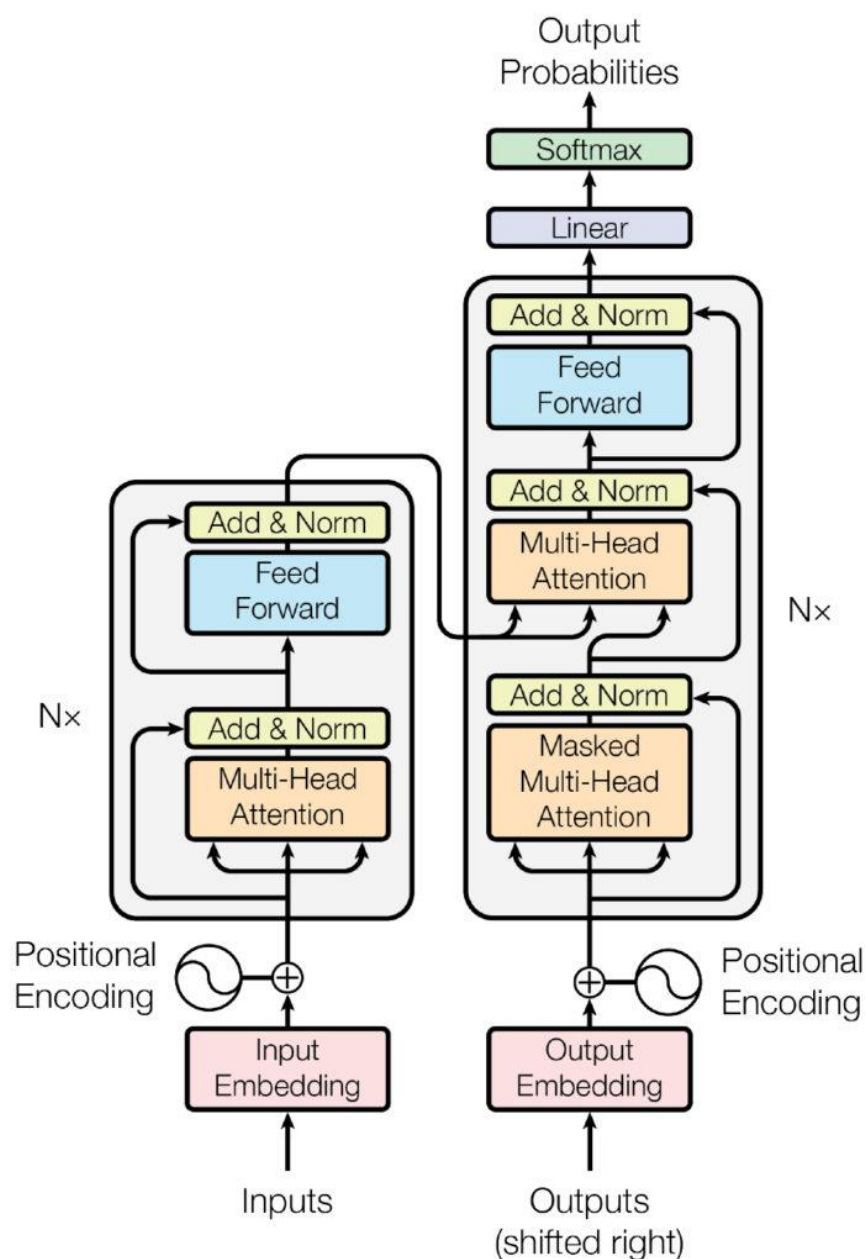 Output
Probabilities
Softmax
Linear
Add & Norm
Feed
Forward
Add & Norm
Multi-Head
Attention
Nx
Add & Norm
Masked
Multi-Head
Attention
Add & Norm
Feed
Forward
Nx
Add & Norm
Multi-Head
Attention
Positional
Encoding
Positional
Encoding
Input
Embedding
Output
Embedding
Inputs
Outputs
(shifted right)